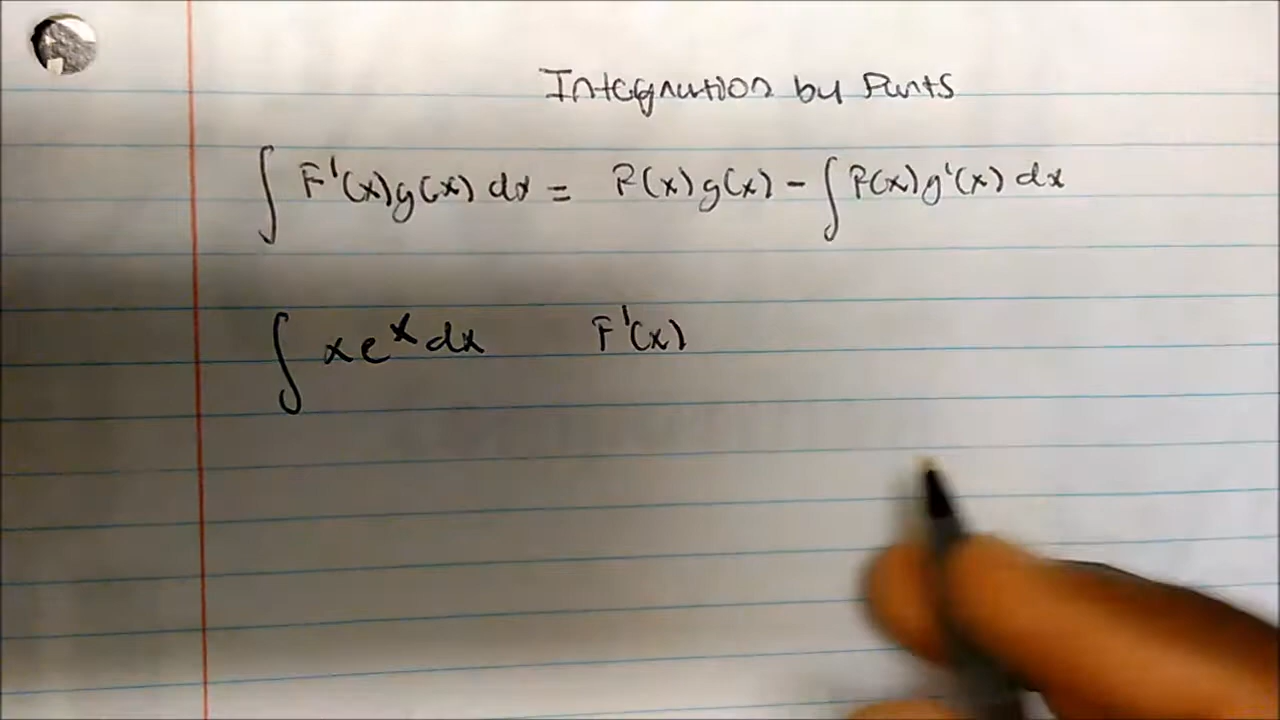 Integration by Parts
∫ F'(x)g(x) dx = F(x)g(x) - ∫ F(x)g'(x) dx
∫ xe^x dx F'(x)